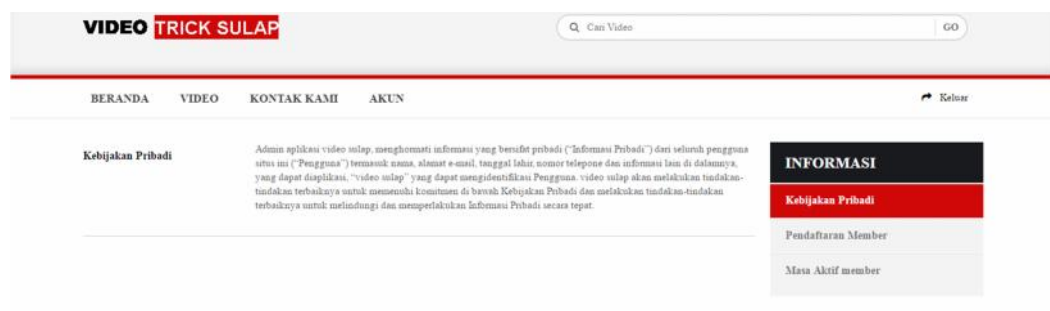 VIDEO TRICK SULAP
Cari Video
GO
BERANDA VIDEO KONTAK KAMI AKUN
Keluar
Kebijakan Pribadi
Admin aplikasi video sulap, menghormati informasi yang bersifat pribadi ("Informasi Pribadi") dari seluruh pengguna
situs ini ("Pengguna") termasuk nama, alamat e-mail, tanggal lahir, nomor telepone dan informasi lain di dalamnya,
yang dapat diaplikasi, "video sulap" yang dapat mengidentifikasi Pengguna. video sulap akan melakukan tindakan-
tindakan terbaiknya untuk memenuhi komitmen di bawah Kebijakan Pribadi dan melakukan tindakan-tindakan
terbaiknya untuk melindungi dan memperlakukan Informasi Pribadi secara tepat.
INFORMASI
Kebijakan Pribadi
Pendaftaran Member
Masa Aktif member